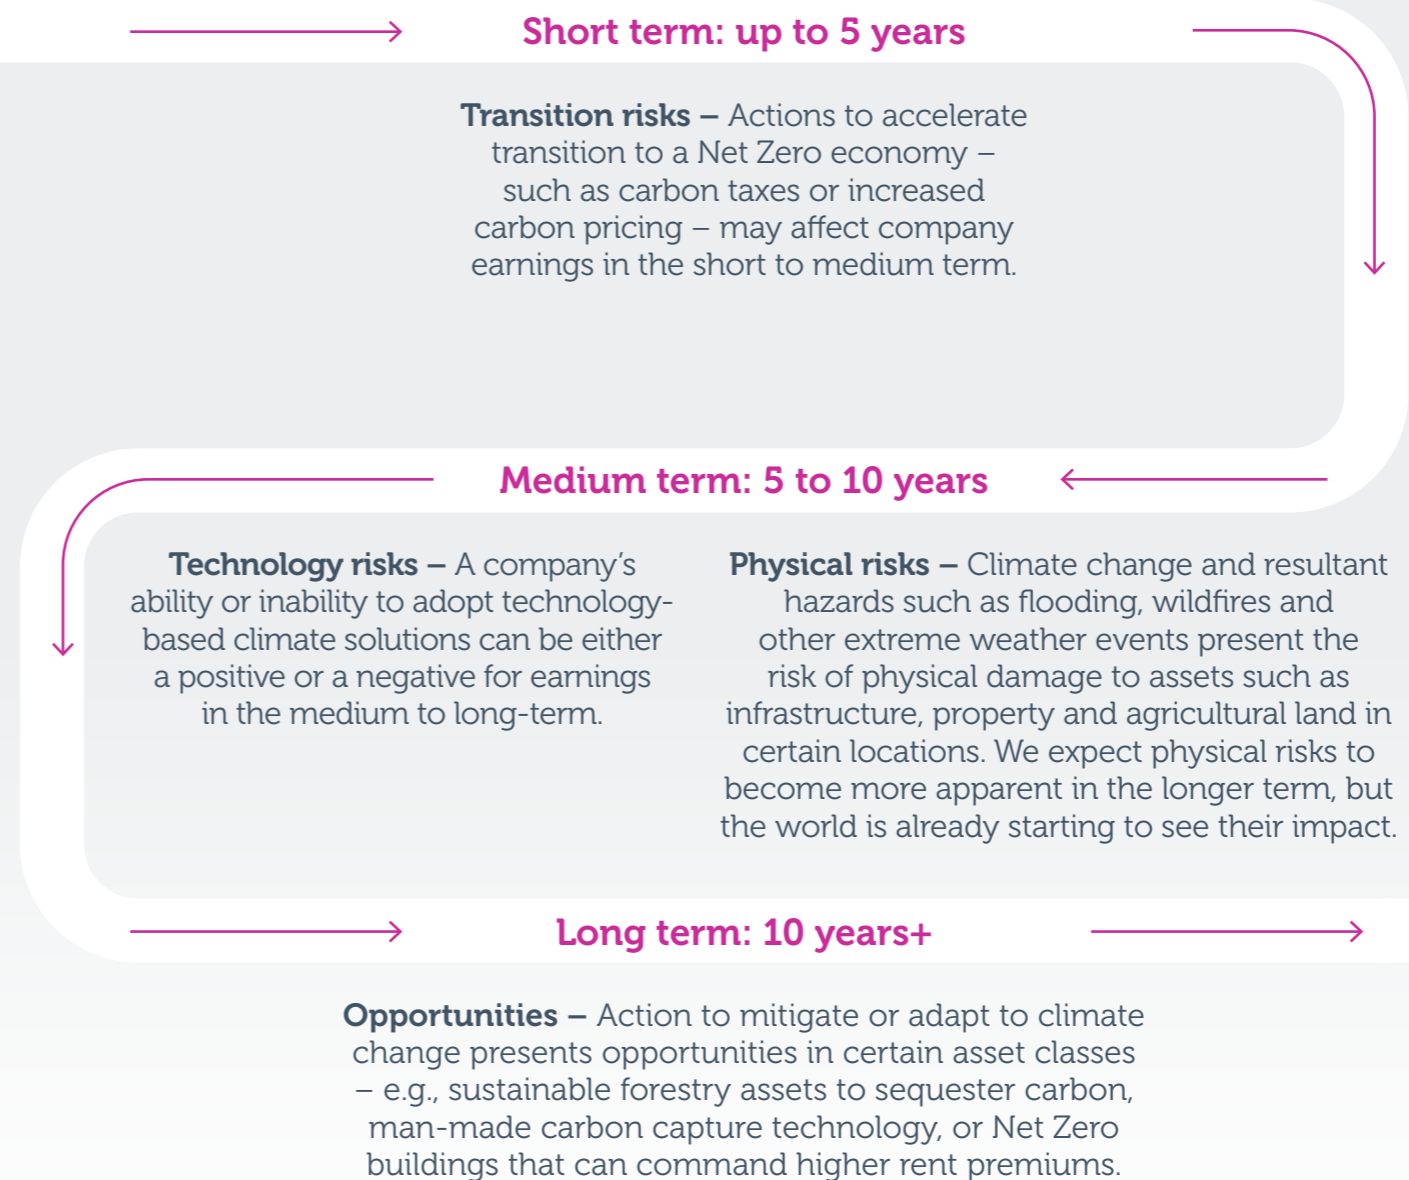 Short term: up to 5 years
Transition risks – Actions to accelerate
transition to a Net Zero economy –
such as carbon taxes or increased
carbon pricing – may affect company
earnings in the short to medium term.
Medium term: 5 to 10 years
Technology risks – A company’s
ability or inability to adopt technology-
based climate solutions can be either
a positive or a negative for earnings
in the medium to long-term.
Physical risks – Climate change and resultant
hazards such as flooding, wildfires and
other extreme weather events present the
risk of physical damage to assets such as
infrastructure, property and agricultural land in
certain locations. We expect physical risks to
become more apparent in the longer term, but
the world is already starting to see their impact.
Long term: 10 years+
Opportunities – Action to mitigate or adapt to climate
change presents opportunities in certain asset classes
– e.g., sustainable forestry assets to sequester carbon,
man-made carbon capture technology, or Net Zero
buildings that can command higher rent premiums.